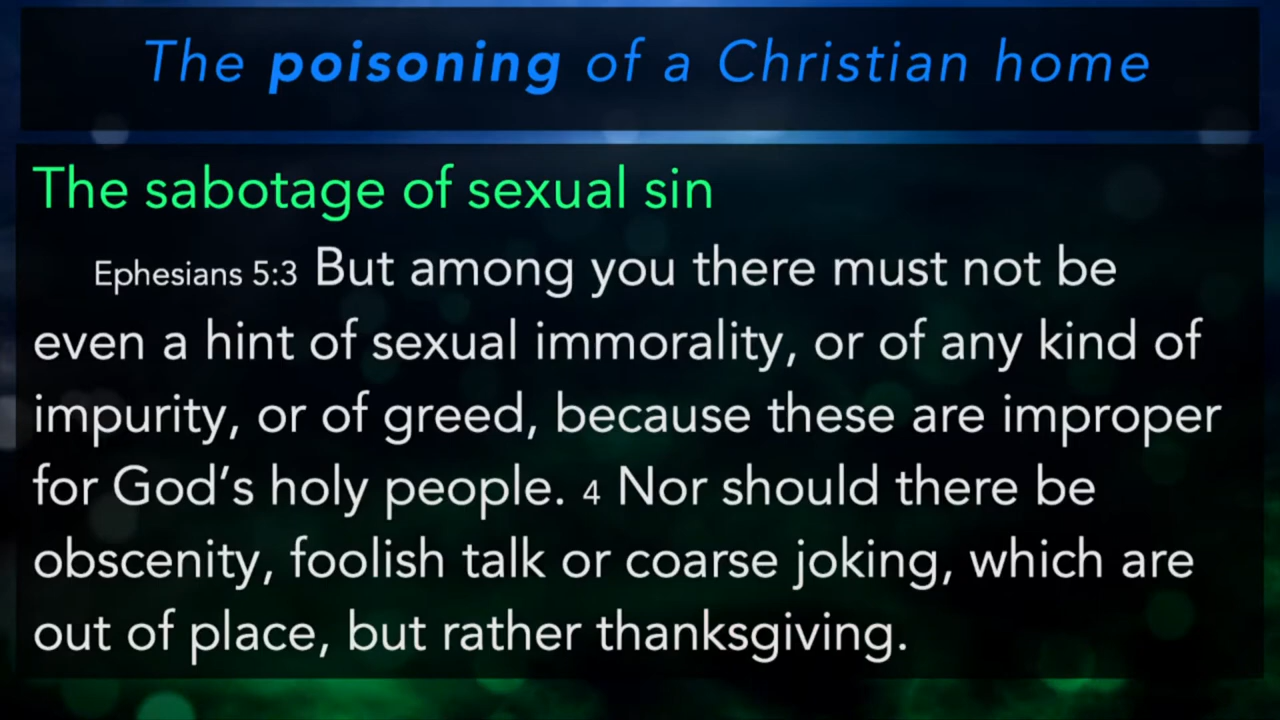 The poisoning of a Christian home
The sabotage of sexual sin
Ephesians 5:3 But among you there must not be
even a hint of sexual immorality, or of any kind of
impurity, or of greed, because these are improper
for God’s holy people. 4 Nor should there be
obscenity, foolish talk or coarse joking, which are
out of place, but rather thanksgiving.